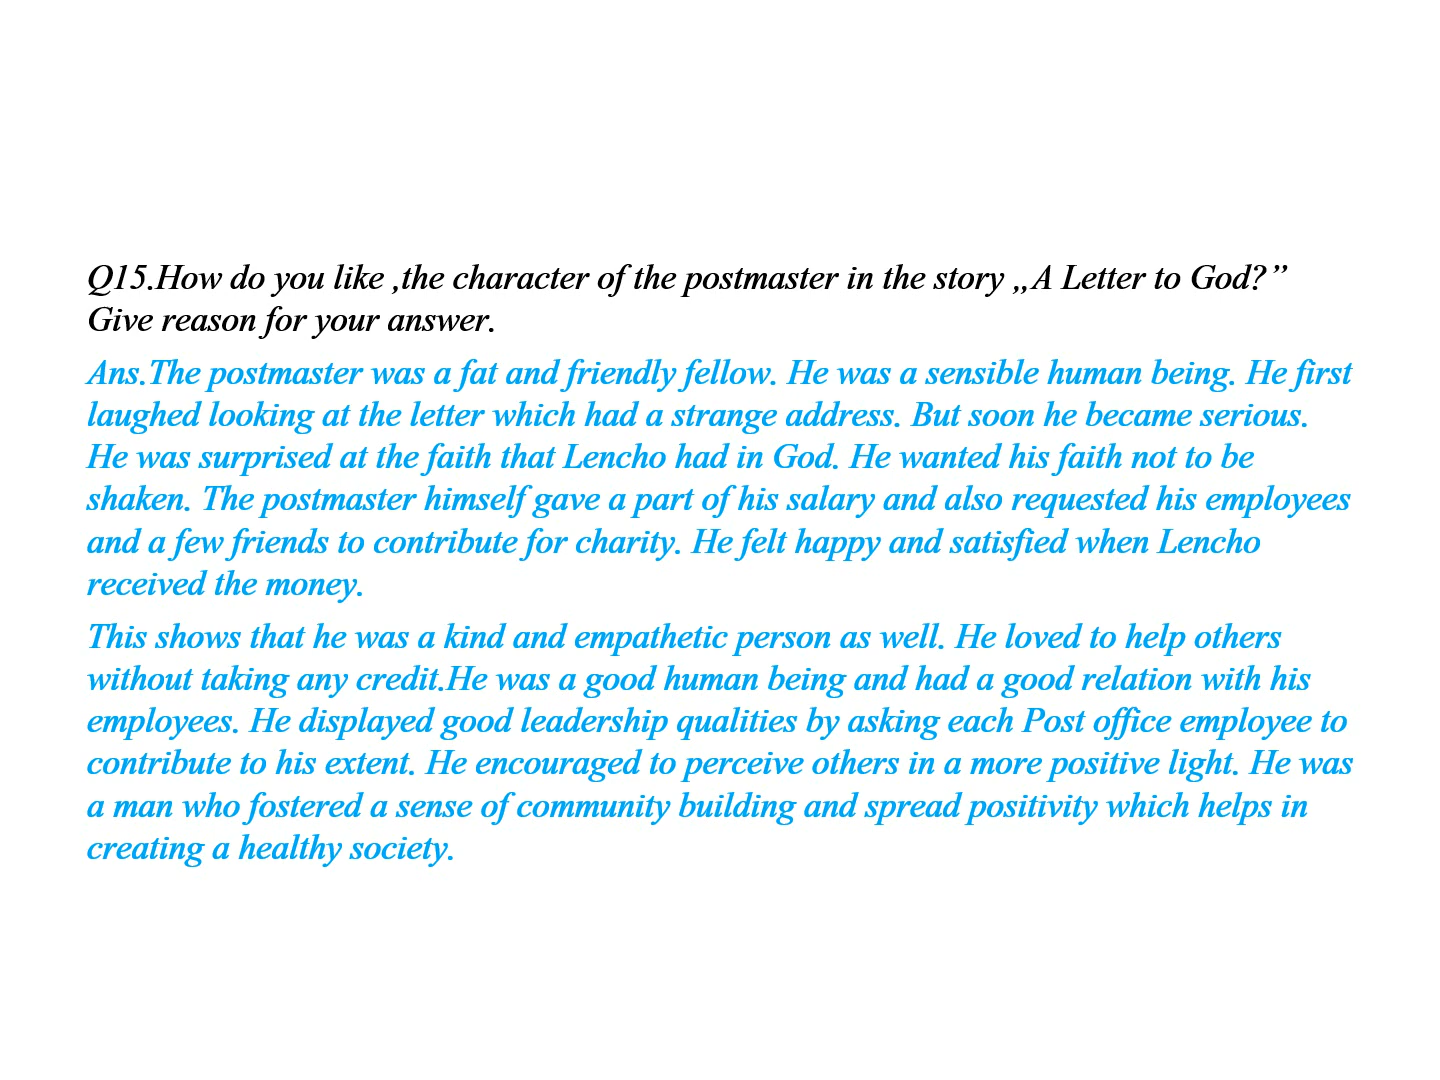 Q15.How do you like ,the character of the postmaster in the story „A Letter to God?”
Give reason for your answer.
Ans.The postmaster was a fat and friendly fellow. He was a sensible human being. He first
laughed looking at the letter which had a strange address. But soon he became serious.
He was surprised at the faith that Lencho had in God. He wanted his faith not to be
shaken. The postmaster himself gave a part of his salary and also requested his employees
and a few friends to contribute for charity. He felt happy and satisfied when Lencho
received the money.
This shows that he was a kind and empathetic person as well. He loved to help others
without taking any credit.He was a good human being and had a good relation with his
employees. He displayed good leadership qualities by asking each Post office employee to
contribute to his extent. He encouraged to perceive others in a more positive light. He was
a man who fostered a sense of community building and spread positivity which helps in
creating a healthy society.